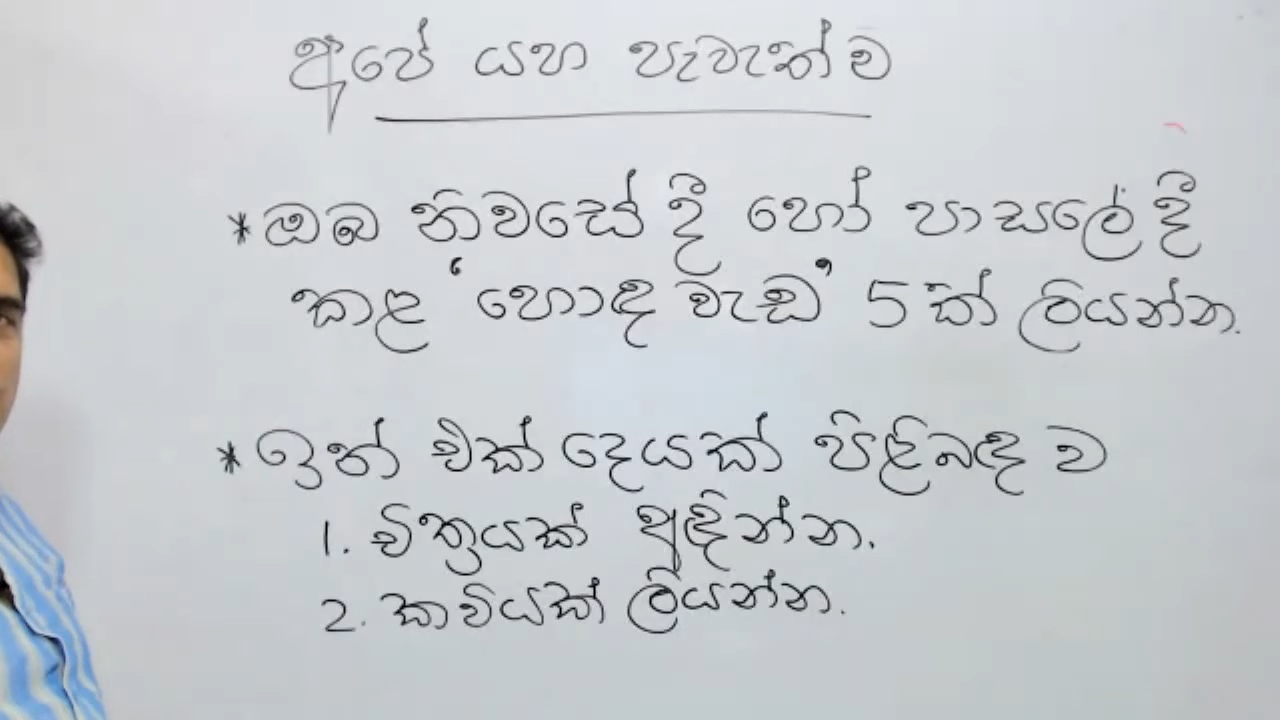 අපේ යහ පැවැත්ම
* ඔබ නිවසේ දී හෝ පාසලේ දී
කළ ‘හොඳ වැඩ’ 5ක් ලියන්න.
* ඉන් එක් දෙයක් පිළිබඳ ව
1. චිත්‍රයක් අඳින්න.
2. කවියක් ලියන්න.